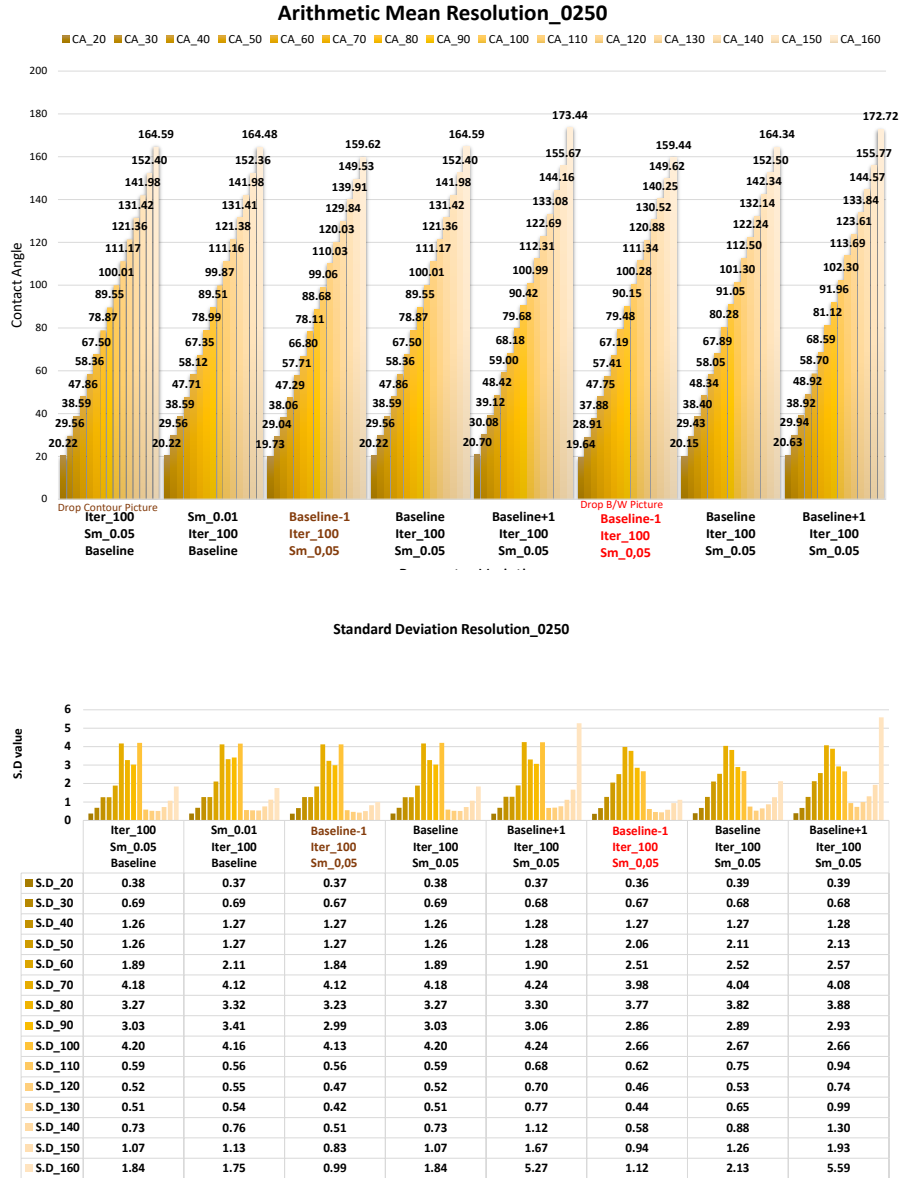 Arithmetic Mean Resolution_0250
CA_20 CA_30 CA_40 CA_50 CA_60 CA_70 CA_80 CA_90 CA_100 CA_110 CA_120 CA_130 CA_140 CA_150 CA_160
Contact Angle
200
180
160
140
120
100
80
60
40
20
0
20.22 29.56 38.59 47.86 58.36 67.50 78.87 89.55 100.01 111.17 121.36 131.42 141.98 152.40 164.59
20.22 29.56 38.59 47.71 58.12 67.35 78.99 89.51 99.87 111.16 121.38 131.41 141.98 152.36 164.48
19.73 29.04 38.06 47.29 57.71 66.80 78.11 88.68 99.06 110.03 120.03 129.84 139.91 149.53 159.62
20.22 29.56 38.59 47.86 58.36 67.50 78.87 89.55 100.01 111.17 121.36 131.42 141.98 152.40 164.59
20.70 30.08 39.12 48.42 59.00 68.18 79.68 90.42 100.99 112.31 122.69 133.08 144.16 155.67 173.44
19.64 28.91 37.88 47.75 57.41 67.19 79.48 90.15 100.28 111.34 120.88 130.52 140.25 149.62 159.44
20.15 29.43 38.40 48.34 58.05 67.89 80.28 91.05 101.30 112.50 122.24 132.14 142.34 152.50 164.34
20.63 29.94 38.92 48.92 58.70 68.59 81.12 91.96 102.30 113.69 123.61 133.84 144.57 155.77 172.72
Drop Contour Picture Drop B/W Picture
Iter_100 Sm_0.01 Baseline-1 Baseline Baseline+1 Baseline-1 Baseline Baseline+1
Sm_0.05 Iter_100 Iter_100 Iter_100 Iter_100 Iter_100 Iter_100 Iter_100
Baseline Baseline Sm_0,05 Sm_0.05 Sm_0.05 Sm_0,05 Sm_0.05 Sm_0.05
Standard Deviation Resolution_0250
S.D value
6
5
4
3
2
1
0
Iter_100 Sm_0.01 Baseline-1 Baseline Baseline+1 Baseline-1 Baseline Baseline+1
Sm_0.05 Iter_100 Iter_100 Iter_100 Iter_100 Iter_100 Iter_100 Iter_100
Baseline Baseline Sm_0,05 Sm_0.05 Sm_0.05 Sm_0,05 Sm_0.05 Sm_0.05
S.D_20 0.38 0.37 0.37 0.38 0.37 0.36 0.39 0.39
S.D_30 0.69 0.69 0.67 0.69 0.68 0.67 0.68 0.68
S.D_40 1.26 1.27 1.27 1.26 1.28 1.27 1.27 1.28
S.D_50 1.26 1.27 1.27 1.26 1.28 2.06 2.11 2.13
S.D_60 1.89 2.11 1.84 1.89 1.90 2.51 2.52 2.57
S.D_70 4.18 4.12 4.12 4.18 4.24 3.98 4.04 4.08
S.D_80 3.27 3.32 3.23 3.27 3.30 3.77 3.82 3.88
S.D_90 3.03 3.41 2.99 3.03 3.06 2.86 2.89 2.93
S.D_100 4.20 4.16 4.13 4.20 4.24 2.66 2.67 2.66
S.D_110 0.59 0.56 0.56 0.59 0.68 0.62 0.75 0.94
S.D_120 0.52 0.55 0.47 0.52 0.70 0.46 0.53 0.74
S.D_130 0.51 0.54 0.42 0.51 0.77 0.44 0.65 0.99
S.D_140 0.73 0.76 0.51 0.73 1.12 0.58 0.88 1.30
S.D_150 1.07 1.13 0.83 1.07 1.67 0.94 1.26 1.93
S.D_160 1.84 1.75 0.99 1.84 5.27 1.12 2.13 5.59